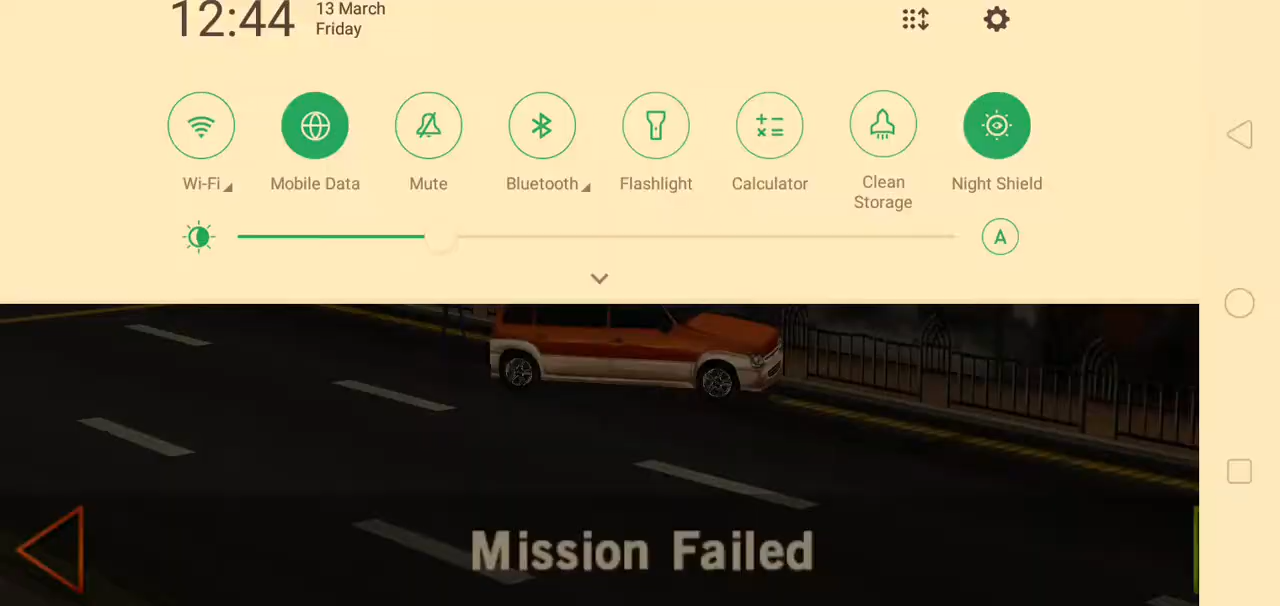 12:44
13 March
Friday
Wi-Fi
Mobile Data
Mute
Bluetooth
Flashlight
Calculator
Clean
Storage
Night Shield
A
Mission Failed